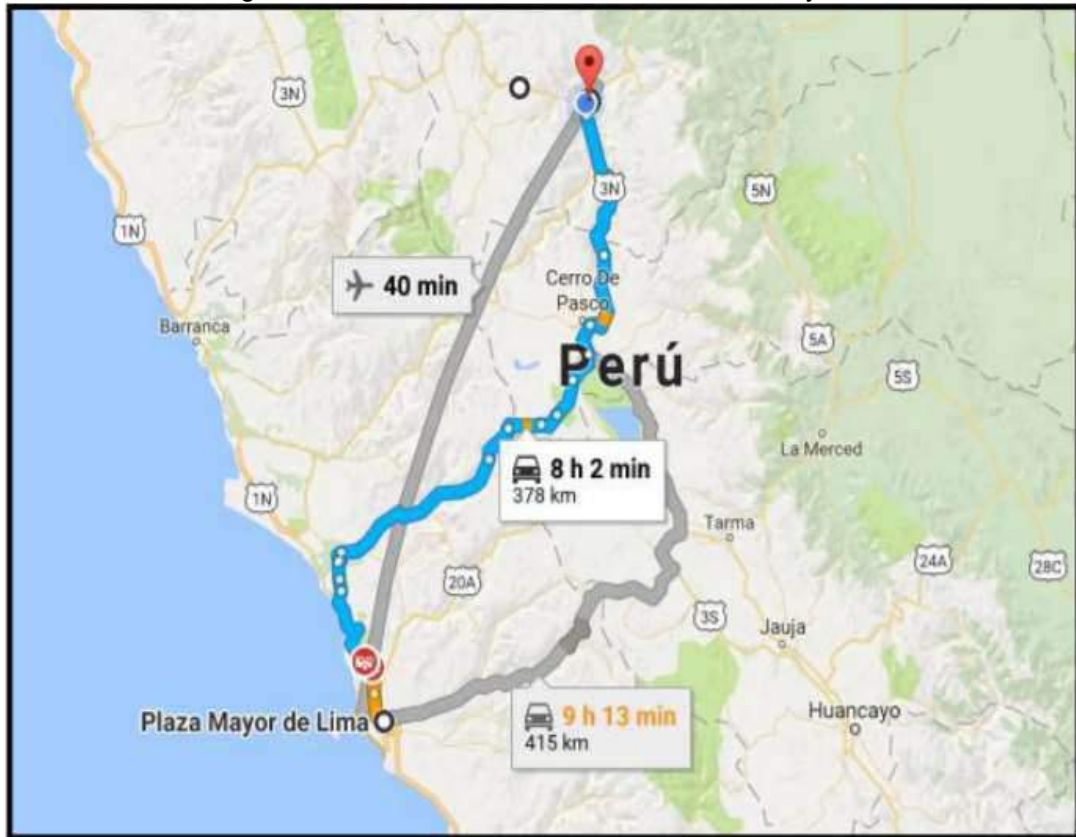 3N
3N
5N
1N
40 min
Cerro De
Pasco
Barranca
5A
Perú
5S
8 h 2 min
378 km
La Merced
1N
Tarma
20A
24A
28C
3S
Jauja
Plaza Mayor de Lima
9 h 13 min
415 km
Huancayo